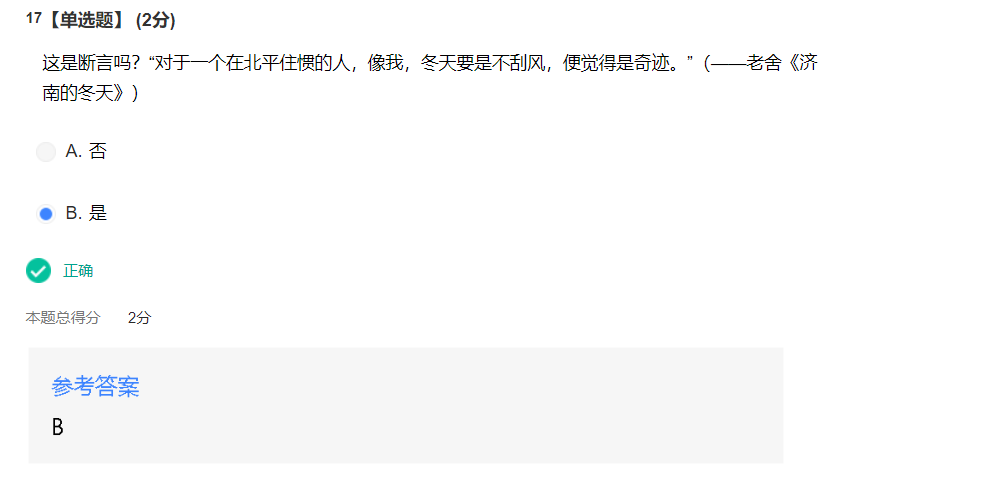 17【单选题】 (2分)
这是断言吗？“对于一个在北平住惯的人，像我，冬天要是不刮风，便觉得是奇迹。”（——老舍《济
南的冬天》）
A. 否
B. 是
正确
本题总得分 2分
参考答案
B